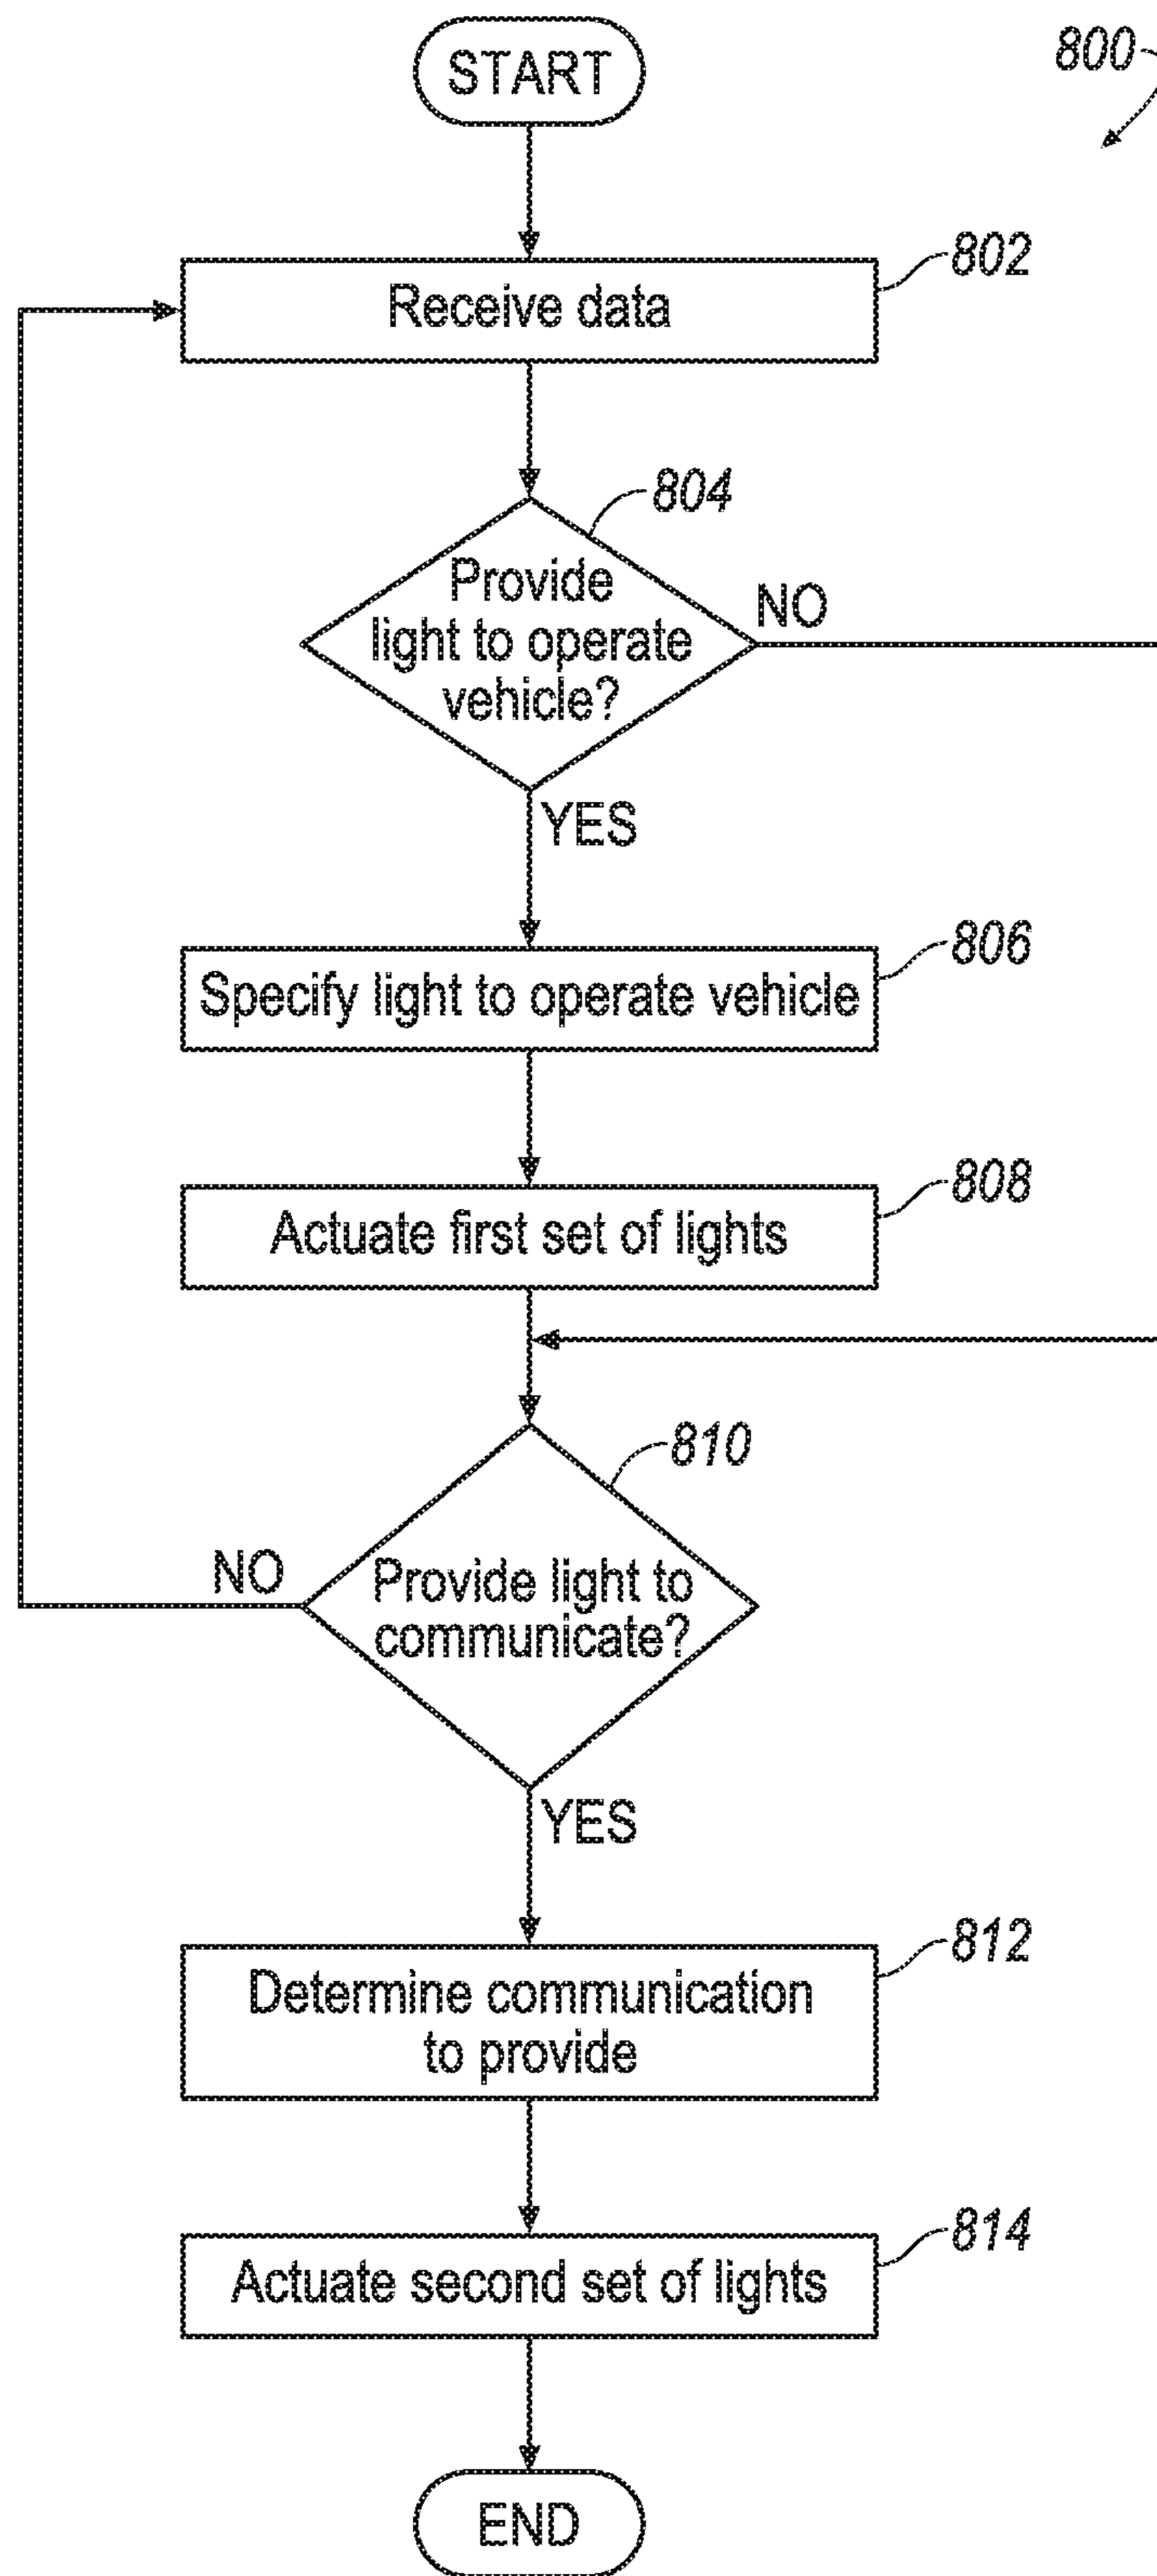 START
800
802
Receive data
804
Provide
light to operate
vehicle?
NO
YES
806
Specify light to operate vehicle
808
Actuate first set of lights
810
NO
Provide light to
communicate?
YES
812
Determine communication
to provide
814
Actuate second set of lights
END